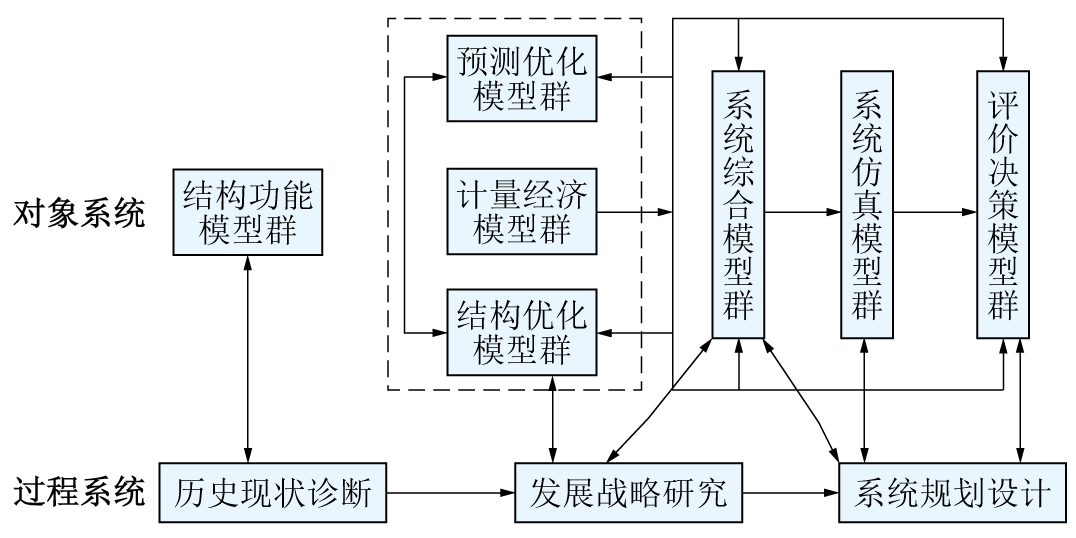 预测优化
模型群
结构功能
模型群
计量经济
模型群
结构优化
模型群
系统综合模型群
系统仿真模型群
评价决策模型群
对象系统
过程系统
历史现状诊断
发展战略研究
系统规划设计